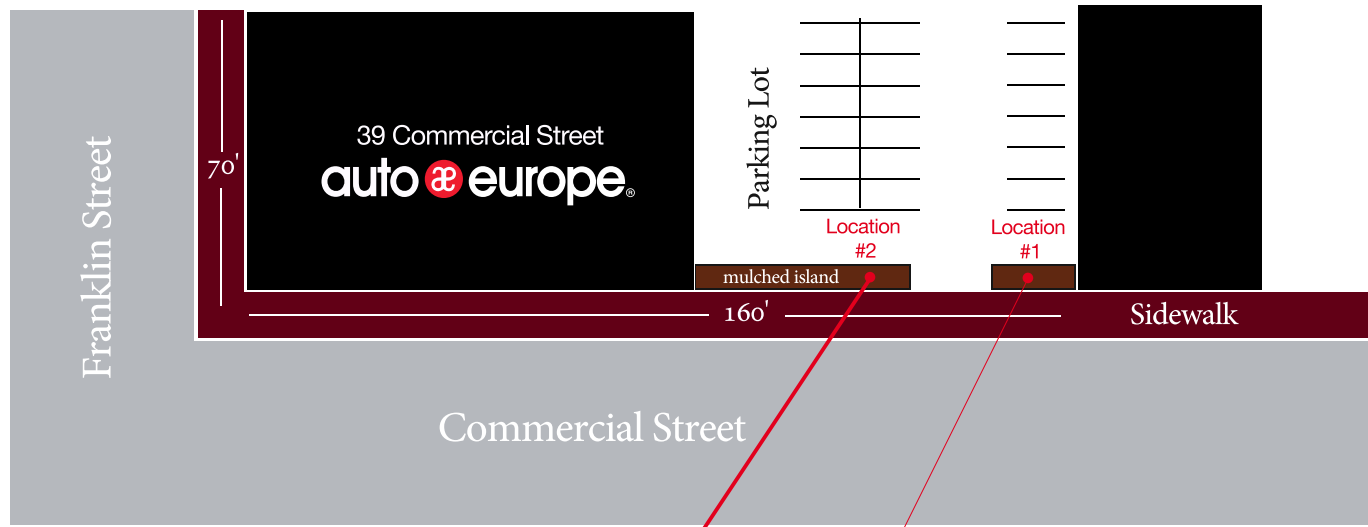 Franklin Street
70'
39 Commercial Street
auto æ europe®
Parking Lot
Location
#2
Location
#1
mulched island
160'
Sidewalk
Commercial Street